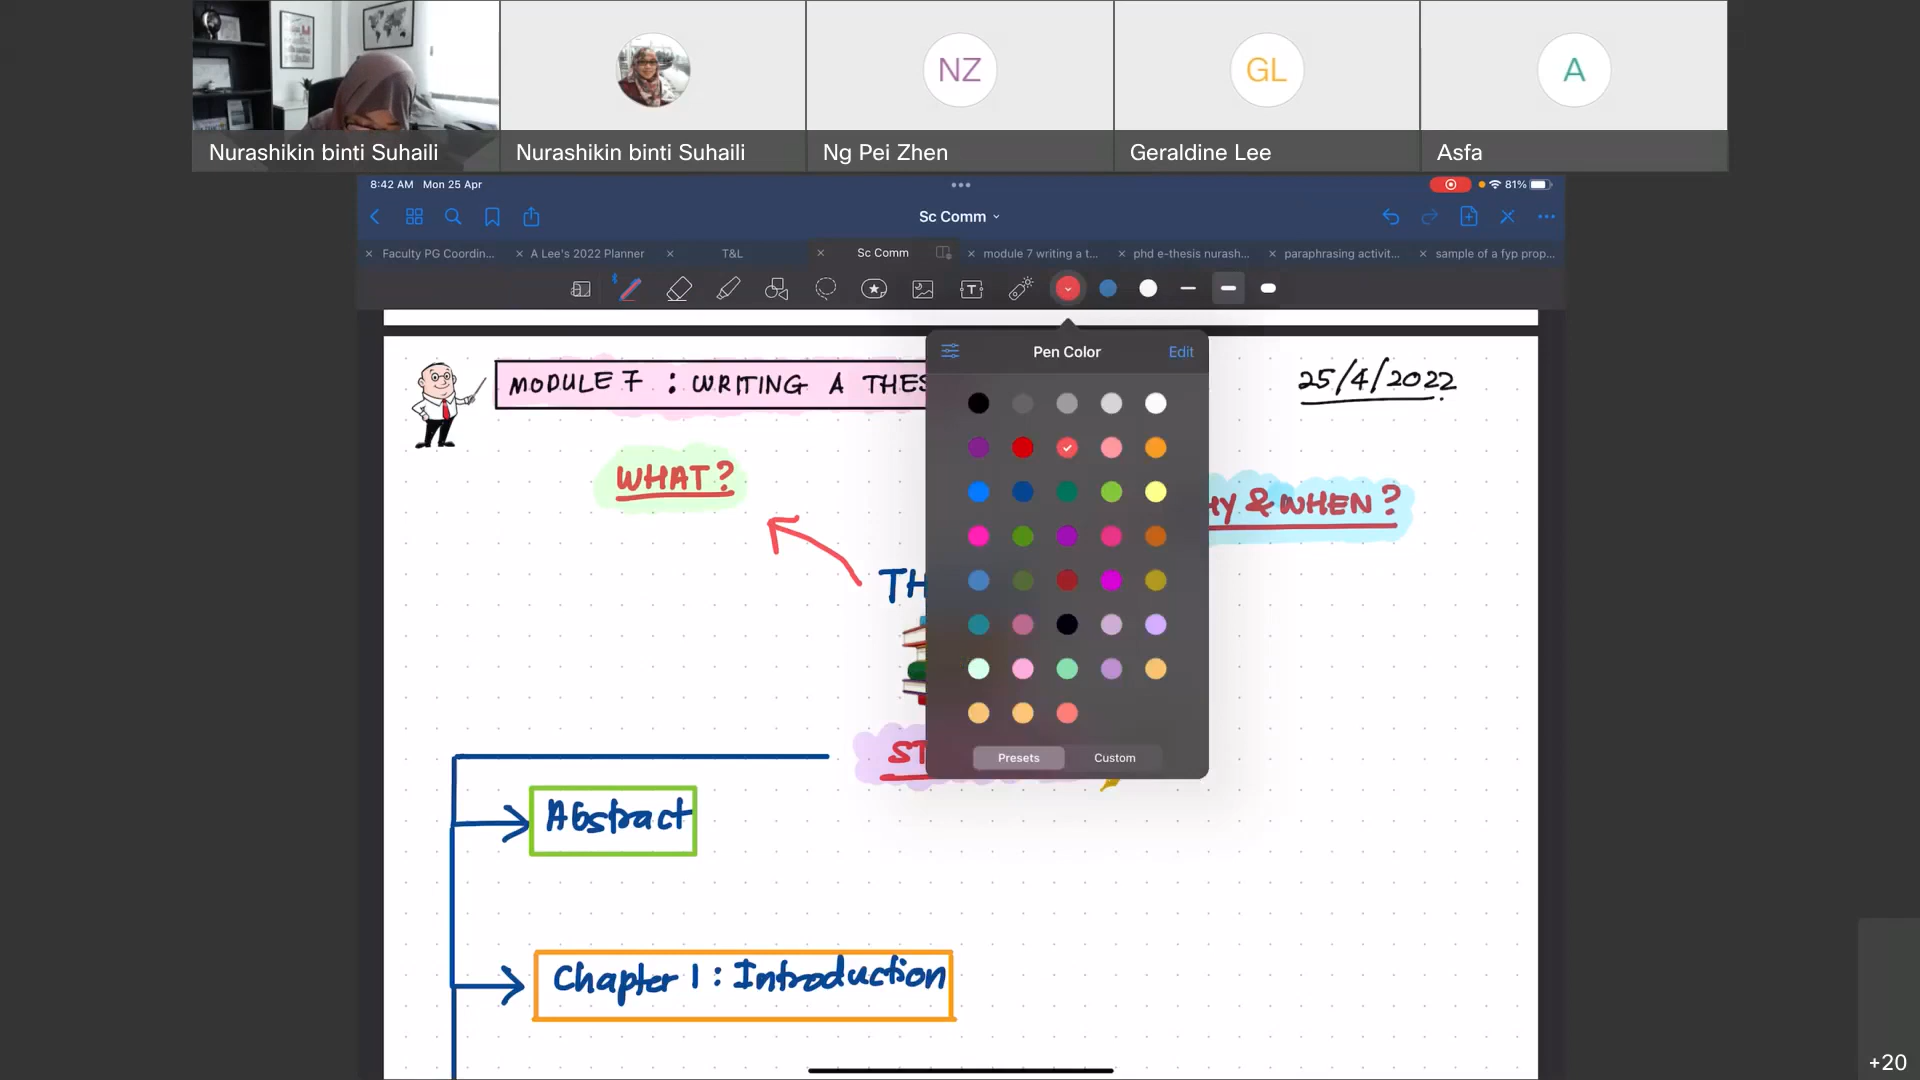 NZ
GL
A
Nurashikin binti Suhaili
Nurashikin binti Suhaili
Ng Pei Zhen
Geraldine Lee
Asfa
8:42 AM Mon 25 Apr
81%
Sc Comm
Faculty PG Coordin...
A Lee's 2022 Planner
T&L
Sc Comm
module 7 writing a t...
phd e-thesis nurash...
paraphrasing activit...
sample of a fyp prop...
T
Pen Color
Edit
MODULE 7 : WRITING A THES
25/4/2022
WHAT?
HY & WHEN?
TH
ST
Presets
Custom
Abstract
Chapter 1 : Introduction
+20